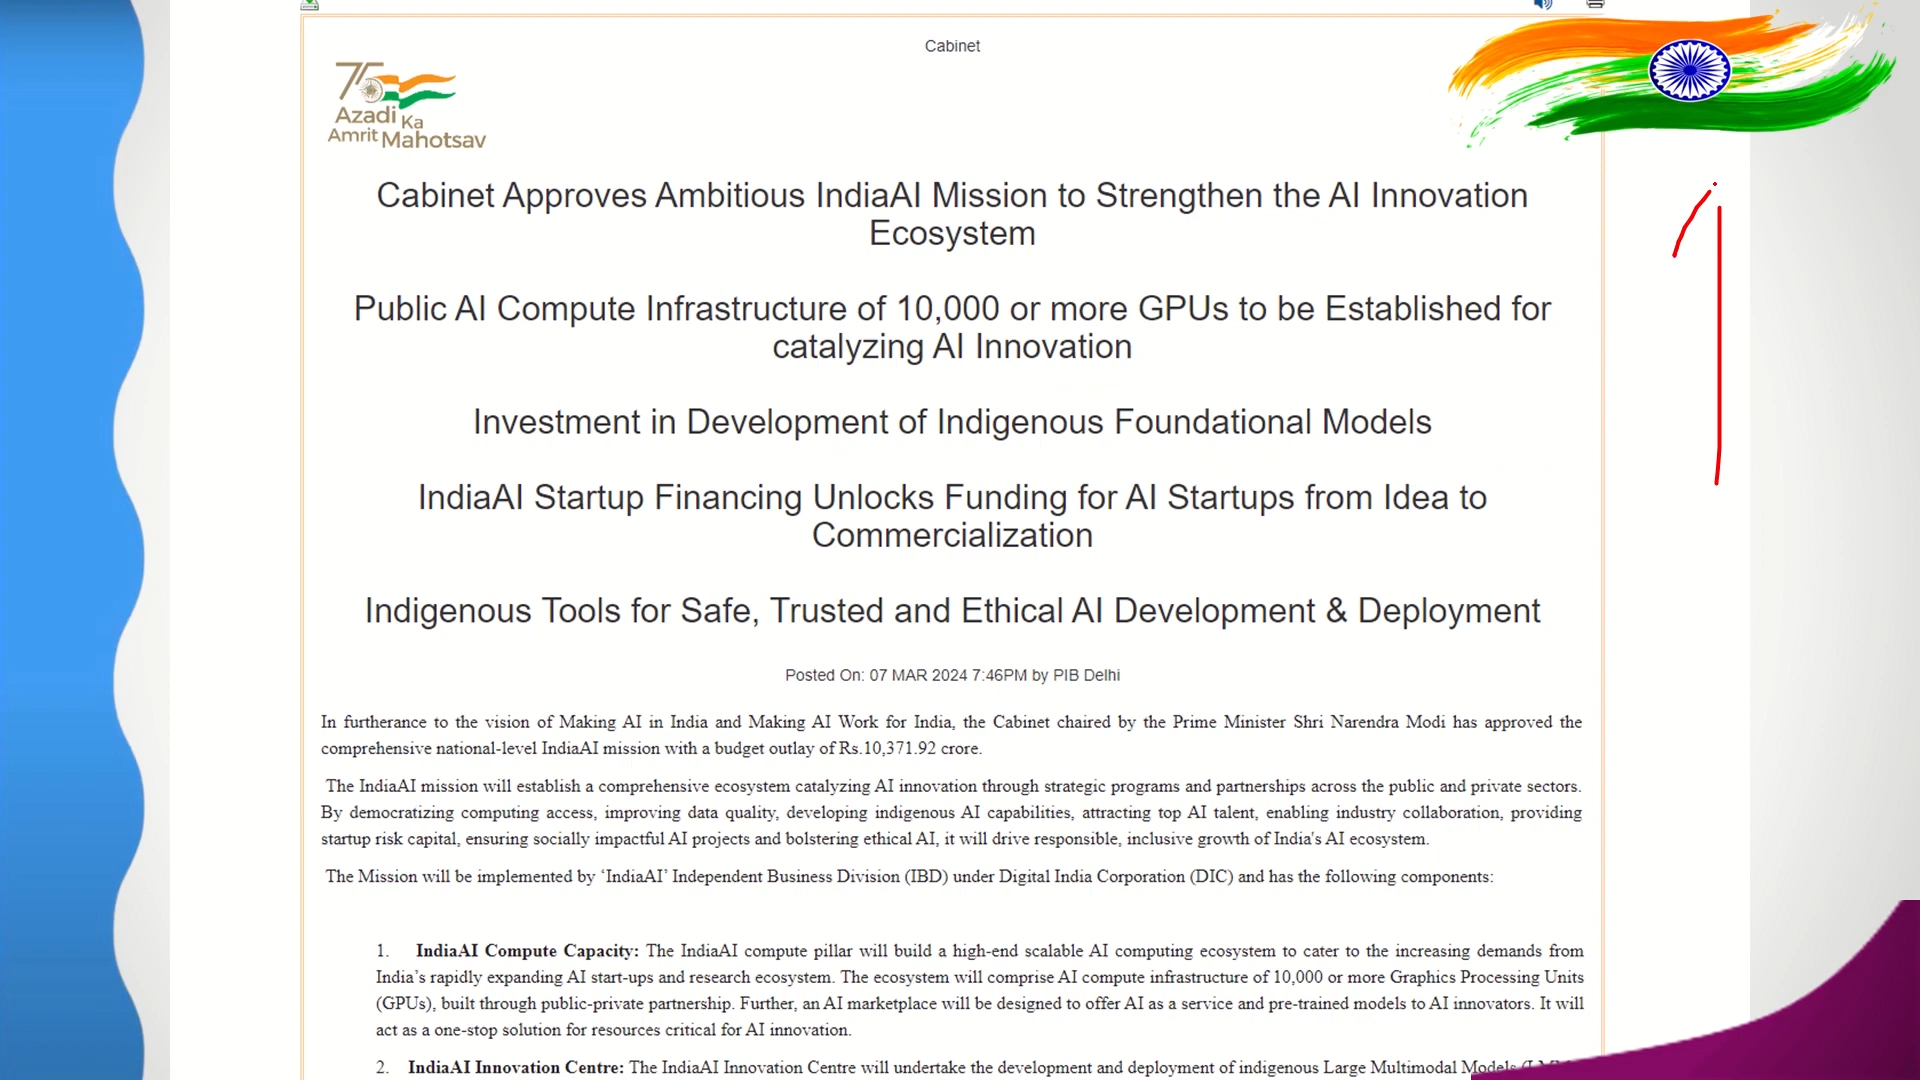 Cabinet
75
Azadi Ka
Amrit Mahotsav
Cabinet Approves Ambitious IndiaAI Mission to Strengthen the AI Innovation
Ecosystem
Public AI Compute Infrastructure of 10,000 or more GPUs to be Established for
catalyzing AI Innovation
Investment in Development of Indigenous Foundational Models
IndiaAI Startup Financing Unlocks Funding for AI Startups from Idea to
Commercialization
Indigenous Tools for Safe, Trusted and Ethical AI Development & Deployment
Posted On: 07 MAR 2024 7:46PM by PIB Delhi
In furtherance to the vision of Making AI in India and Making AI Work for India, the Cabinet chaired by the Prime Minister Shri Narendra Modi has approved the
comprehensive national-level IndiaAI mission with a budget outlay of Rs.10,371.92 crore.
The IndiaAI mission will establish a comprehensive ecosystem catalyzing AI innovation through strategic programs and partnerships across the public and private sectors.
By democratizing computing access, improving data quality, developing indigenous AI capabilities, attracting top AI talent, enabling industry collaboration, providing
startup risk capital, ensuring socially impactful AI projects and bolstering ethical AI, it will drive responsible, inclusive growth of India's AI ecosystem.
The Mission will be implemented by ‘IndiaAI’ Independent Business Division (IBD) under Digital India Corporation (DIC) and has the following components:
1. IndiaAI Compute Capacity: The IndiaAI compute pillar will build a high-end scalable AI computing ecosystem to cater to the increasing demands from
India’s rapidly expanding AI start-ups and research ecosystem. The ecosystem will comprise AI compute infrastructure of 10,000 or more Graphics Processing Units
(GPUs), built through public-private partnership. Further, an AI marketplace will be designed to offer AI as a service and pre-trained models to AI innovators. It will
act as a one-stop solution for resources critical for AI innovation.
2. IndiaAI Innovation Centre: The IndiaAI Innovation Centre will undertake the development and deployment of indigenous Large Multimodal Models